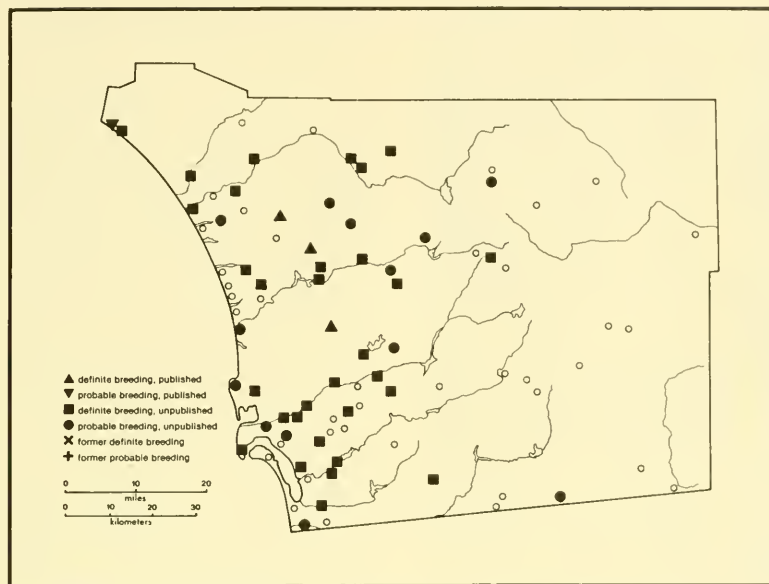 definite breeding, published
probable breeding, published
definite breeding, unpublished
probable breeding, unpublished
former definite breeding
former probable breeding
0 10 20
miles
0 10 20 30
kilometers